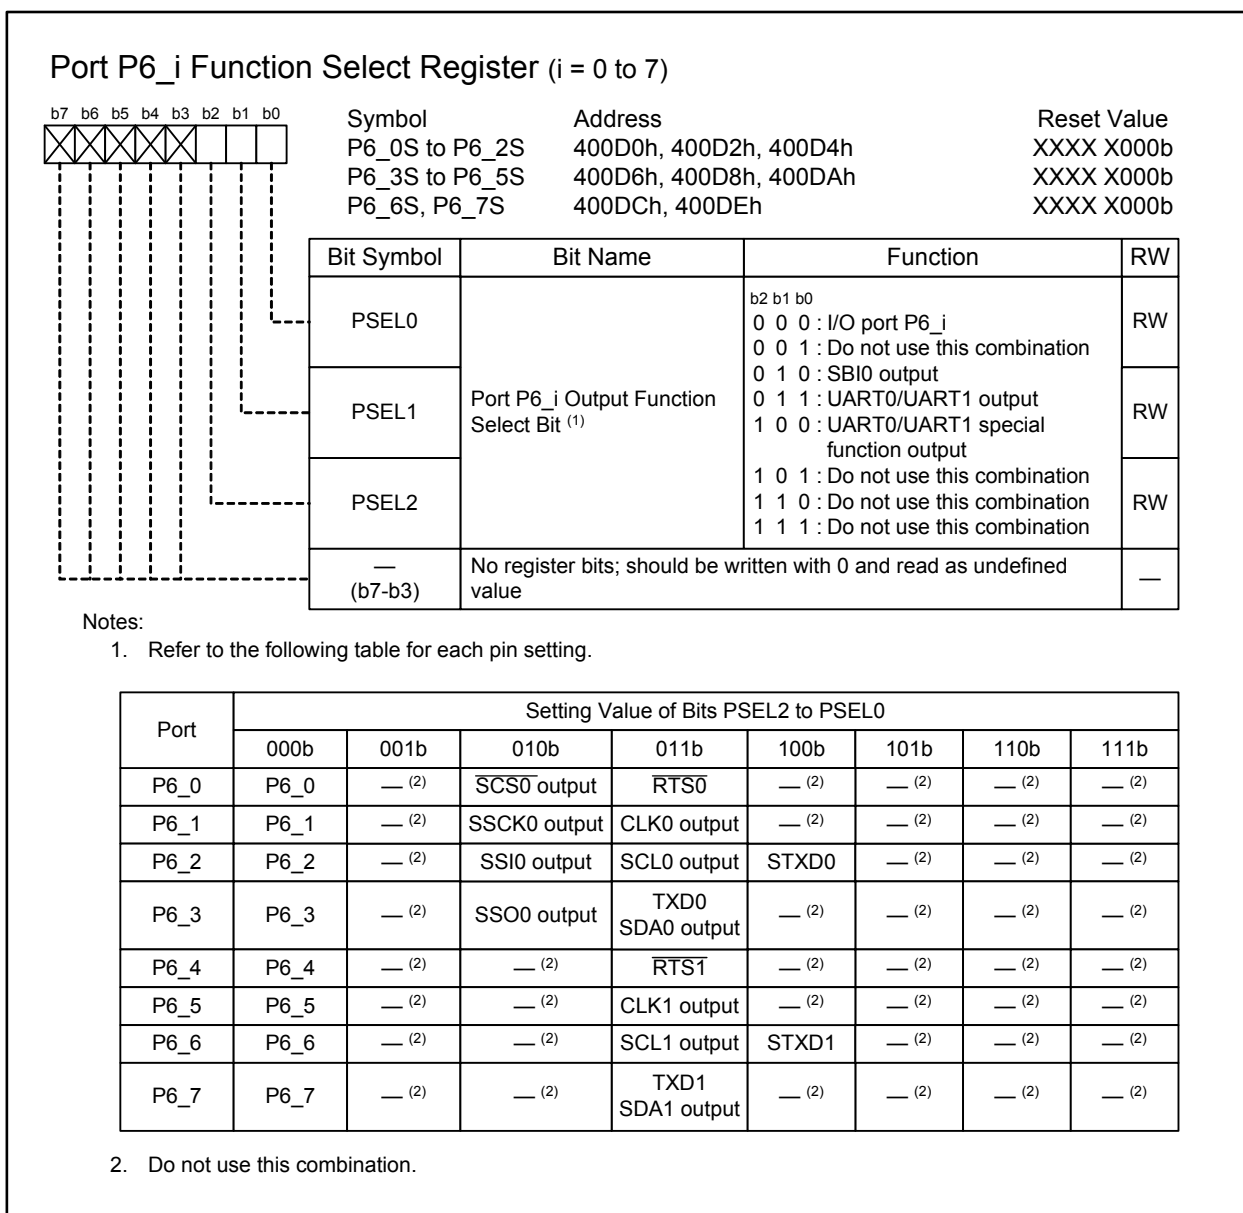 Port P6_i Function Select Register (i = 0 to 7)
b7 b6 b5 b4 b3 b2 b1 b0
Symbol Address Reset Value
P6_0S to P6_2S 400D0h, 400D2h, 400D4h XXXX X000b
P6_3S to P6_5S 400D6h, 400D8h, 400DAh XXXX X000b
P6_6S, P6_7S 400DCh, 400DEh XXXX X000b
Bit Symbol Bit Name Function RW
PSEL0 RW
PSEL1 RW
PSEL2 RW
Port P6_i Output Function
Select Bit (1)
b2 b1 b0
0 0 0 : I/O port P6_i
0 0 1 : Do not use this combination
0 1 0 : SBI0 output
0 1 1 : UART0/UART1 output
1 0 0 : UART0/UART1 special
function output
1 0 1 : Do not use this combination
1 1 0 : Do not use this combination
1 1 1 : Do not use this combination
— (b7-b3) No register bits; should be written with 0 and read as undefined
value —
Notes:
1. Refer to the following table for each pin setting.
Port Setting Value of Bits PSEL2 to PSEL0
000b 001b 010b 011b 100b 101b 110b 111b
P6_0 P6_0 — (2) S̅C̅S̅0̅ output R̅T̅S̅0̅ — (2) — (2) — (2) — (2)
P6_1 P6_1 — (2) SSCK0 output CLK0 output — (2) — (2) — (2) — (2)
P6_2 P6_2 — (2) SSI0 output SCL0 output STXD0 — (2) — (2) — (2)
P6_3 P6_3 — (2) SSO0 output TXD0
SDA0 output — (2) — (2) — (2) — (2)
P6_4 P6_4 — (2) — (2) R̅T̅S̅1̅ — (2) — (2) — (2) — (2)
P6_5 P6_5 — (2) — (2) CLK1 output — (2) — (2) — (2) — (2)
P6_6 P6_6 — (2) — (2) SCL1 output STXD1 — (2) — (2) — (2)
P6_7 P6_7 — (2) — (2) TXD1
SDA1 output — (2) — (2) — (2) — (2)
2. Do not use this combination.